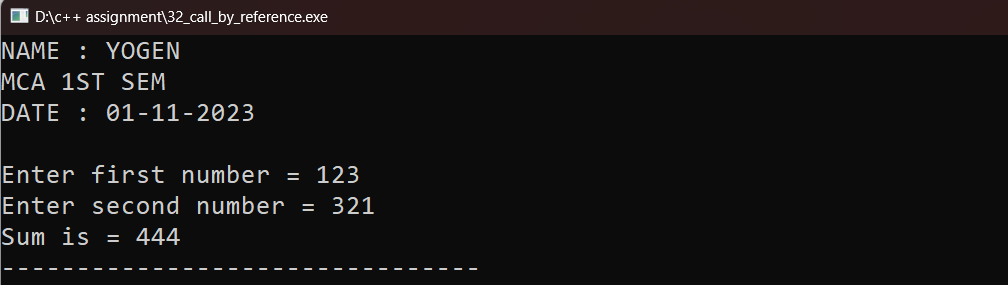 D:\c++ assignment\32_call_by_reference.exe
NAME : YOGEN
MCA 1ST SEM
DATE : 01-11-2023
Enter first number = 123
Enter second number = 321
Sum is = 444
--------------------------------